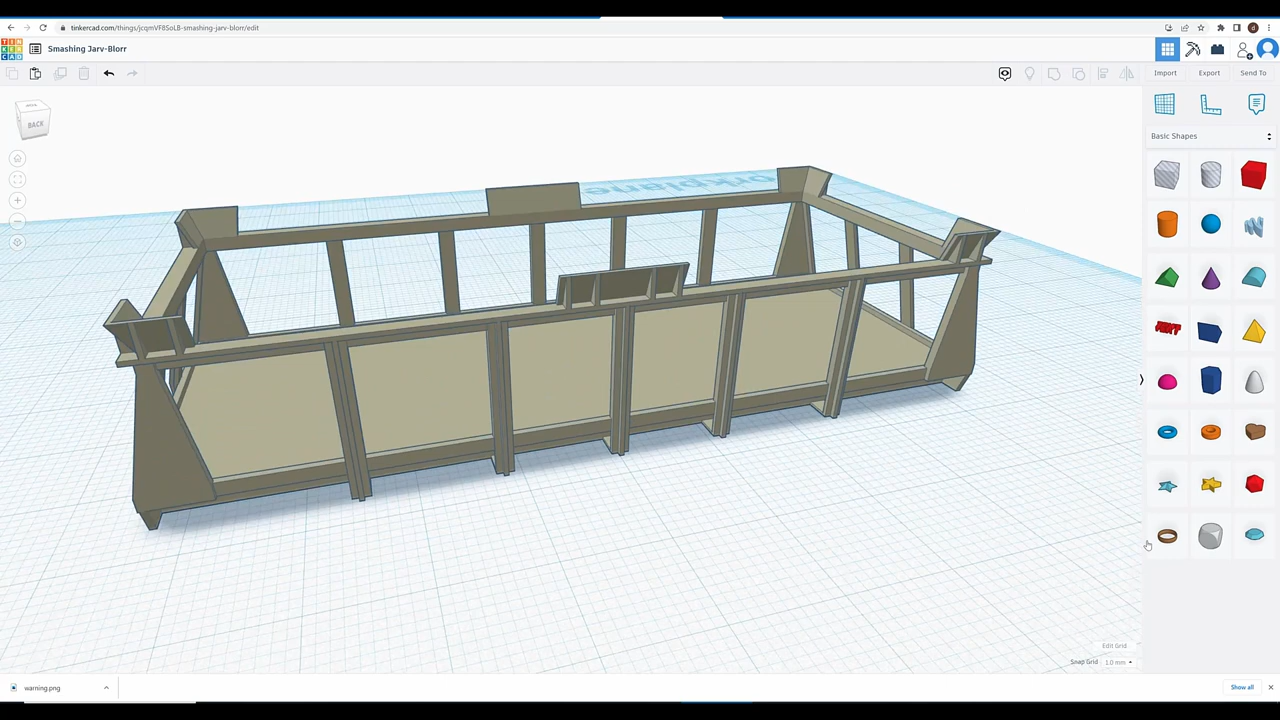 tinkercad.com/things/jcqmVF8SoLB-smashing-jarv-blorr/edit
TIN
KER
CAD
Smashing Jarv-Blorr
Import
Export
Send To
BACK
Basic Shapes
TEXT
Edit Grid
Snap Grid
1.0 mm
warning.png
Show all